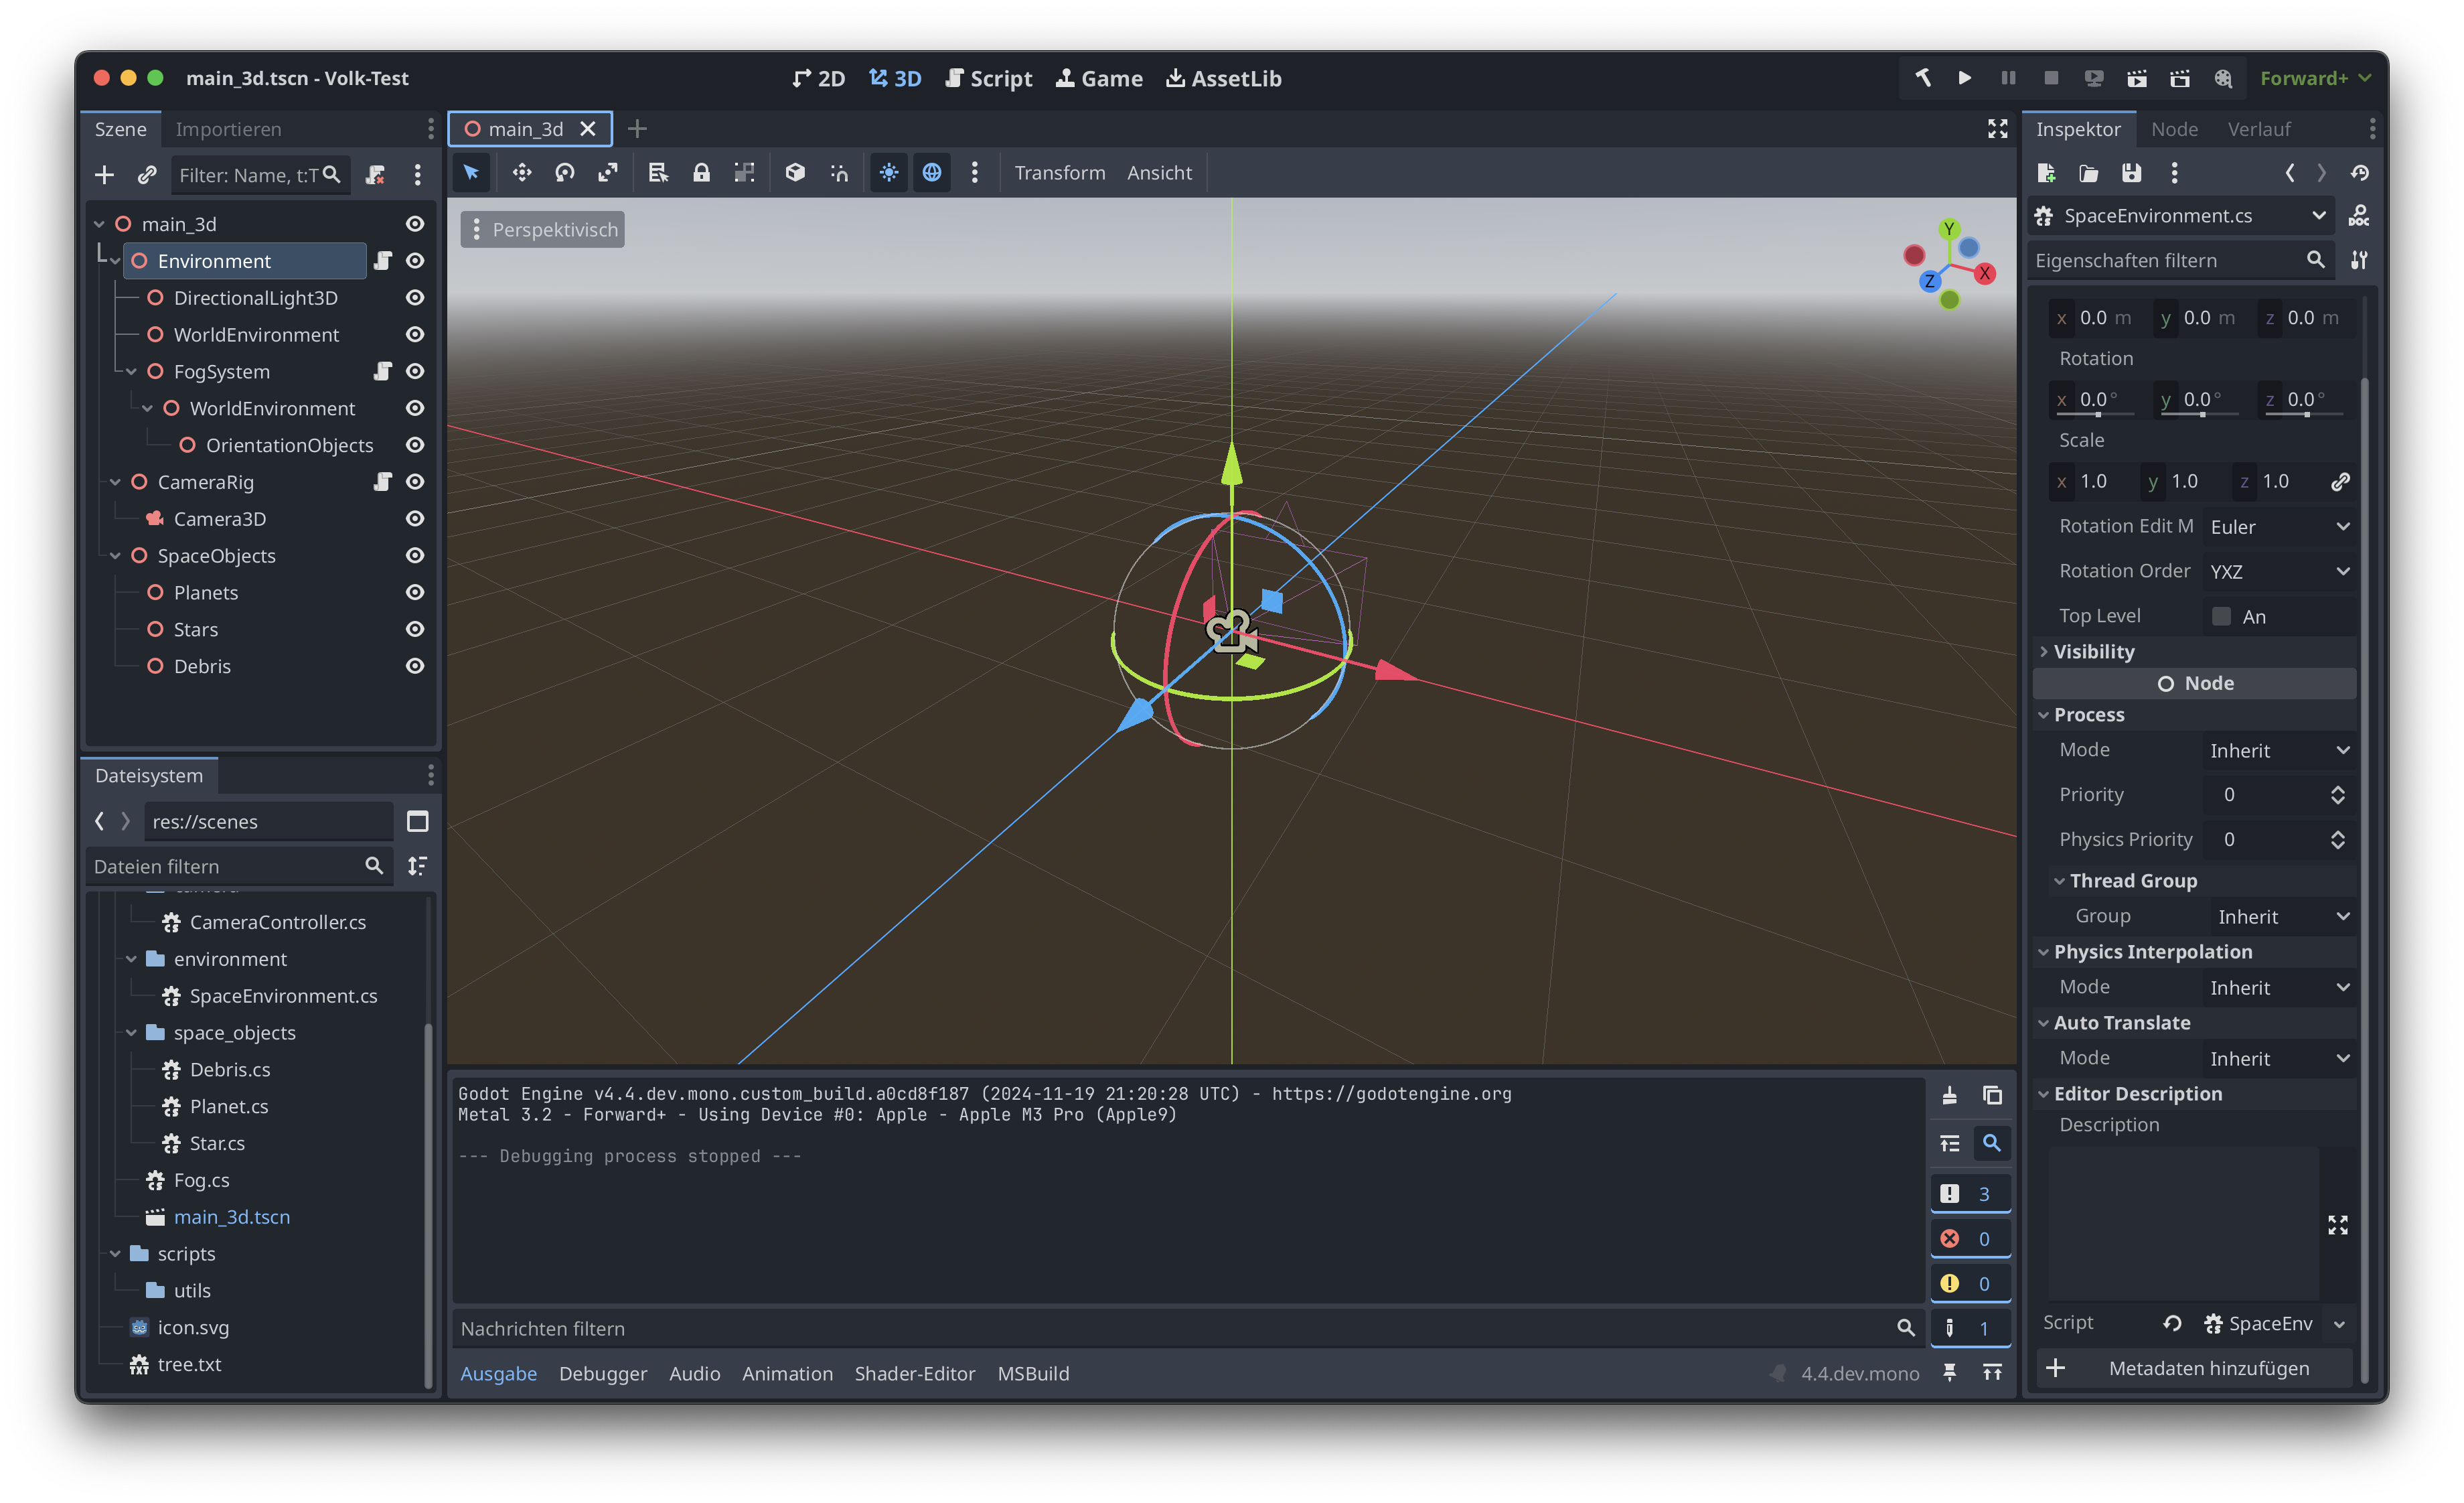 main_3d.tscn - Volk-Test
2D
3D
Script
Game
AssetLib
Forward+
Szene
Importieren
Filter: Name, t:T
main_3d
Environment
DirectionalLight3D
WorldEnvironment
FogSystem
WorldEnvironment
OrientationObjects
CameraRig
Camera3D
SpaceObjects
Planets
Stars
Debris
Dateisystem
res://scenes
Dateien filtern
CameraController.cs
environment
SpaceEnvironment.cs
space_objects
Debris.cs
Planet.cs
Star.cs
Fog.cs
main_3d.tscn
scripts
utils
icon.svg
tree.txt
main_3d
Transform
Ansicht
Perspektivisch
Y
X
Z
Godot Engine v4.4.dev.mono.custom_build.a0cd8f187 (2024-11-19 21:20:28 UTC) - https://godotengine.org
Metal 3.2 - Forward+ - Using Device #0: Apple - Apple M3 Pro (Apple9)
--- Debugging process stopped ---
3
0
0
1
Nachrichten filtern
Ausgabe
Debugger
Audio
Animation
Shader-Editor
MSBuild
4.4.dev.mono
Inspektor
Node
Verlauf
SpaceEnvironment.cs
DOC
Eigenschaften filtern
x 0.0 m y 0.0 m z 0.0 m
Rotation
x 0.0° y 0.0° z 0.0°
Scale
x 1.0 y 1.0 z 1.0
Rotation Edit M Euler
Rotation Order YXZ
Top Level An
Visibility
Node
Process
Mode Inherit
Priority 0
Physics Priority 0
Thread Group
Group Inherit
Physics Interpolation
Mode Inherit
Auto Translate
Mode Inherit
Editor Description
Description
Script SpaceEnv
Metadaten hinzufügen